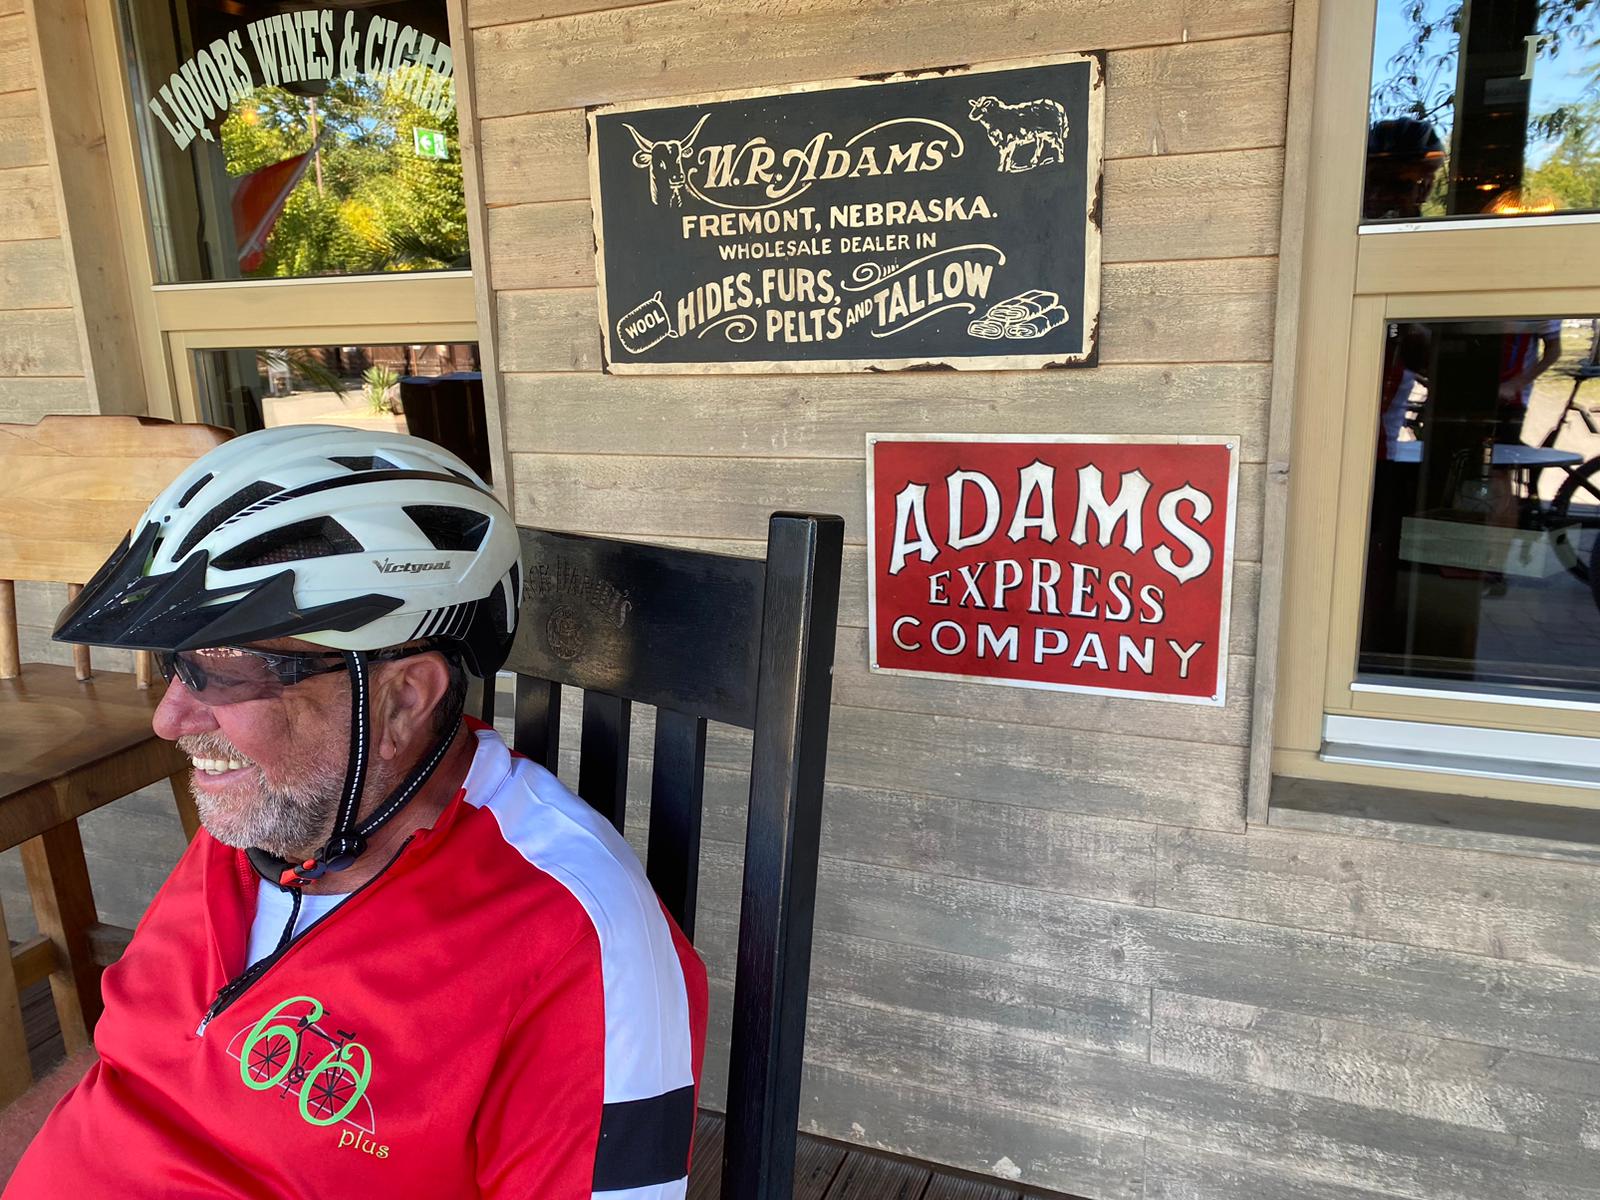 LIQUORS WINES & CIGARS
W.R. ADAMS
FREMONT, NEBRASKA.
WHOLESALE DEALER IN
HIDES, FURS,
PELTS AND TALLOW
WOOL
ADAMS
EXPRESS
COMPANY
Victgoal
60
plus